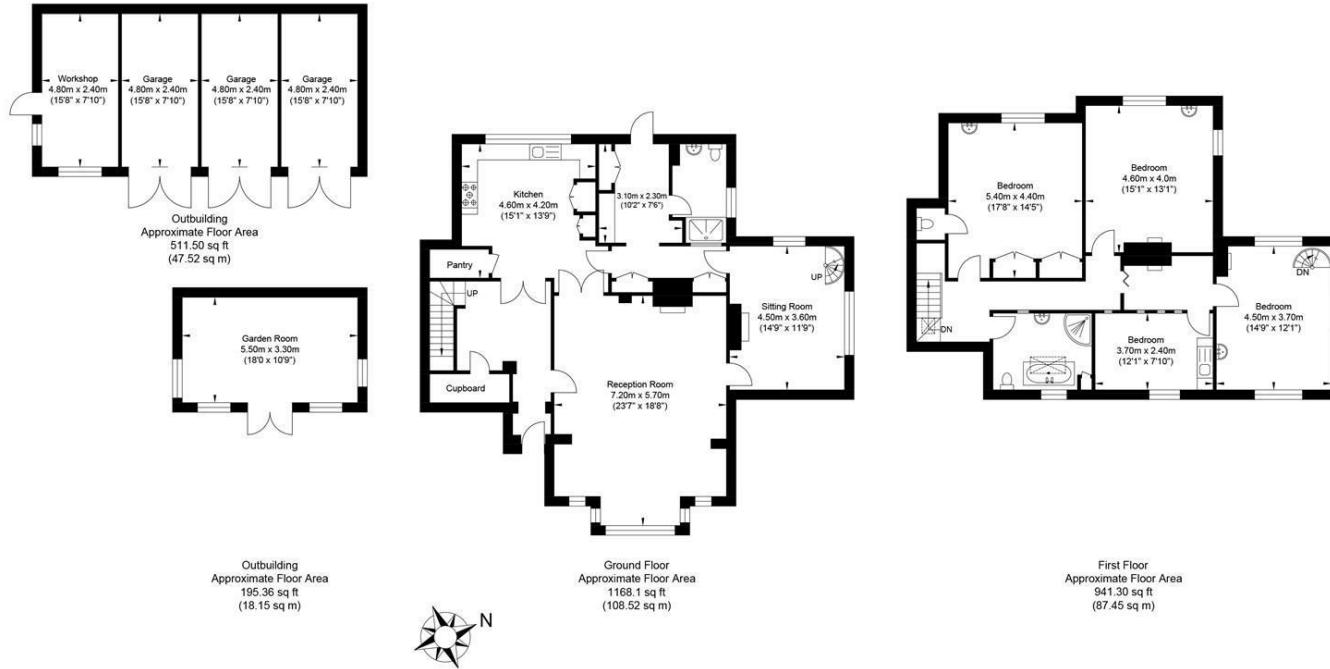 Workshop
4.80m x 2.40m
(15'8" x 7'10")
Garage
4.80m x 2.40m
(15'8" x 7'10")
Garage
4.80m x 2.40m
(15'8" x 7'10")
Garage
4.80m x 2.40m
(15'8" x 7'10")
Outbuilding
Approximate Floor Area
511.50 sq ft
(47.52 sq m)
Garden Room
5.50m x 3.30m
(18'0 x 10'9")
Outbuilding
Approximate Floor Area
195.36 sq ft
(18.15 sq m)
Kitchen
4.60m x 4.20m
(15'1" x 13'9")
3.10m x 2.30m
(10'2" x 7'6")
Pantry
UP
Cupboard
Reception Room
7.20m x 5.70m
(23'7" x 18'8")
UP
Sitting Room
4.50m x 3.60m
(14'9" x 11'9")
Ground Floor
Approximate Floor Area
1168.1 sq ft
(108.52 sq m)
N
Bedroom
5.40m x 4.40m
(17'8" x 14'5")
Bedroom
4.60m x 4.0m
(15'1" x 13'1")
DN
Bedroom
4.50m x 3.70m
(14'9" x 12'1")
DN
Bedroom
3.70m x 2.40m
(12'1" x 7'10")
First Floor
Approximate Floor Area
941.30 sq ft
(87.45 sq m)